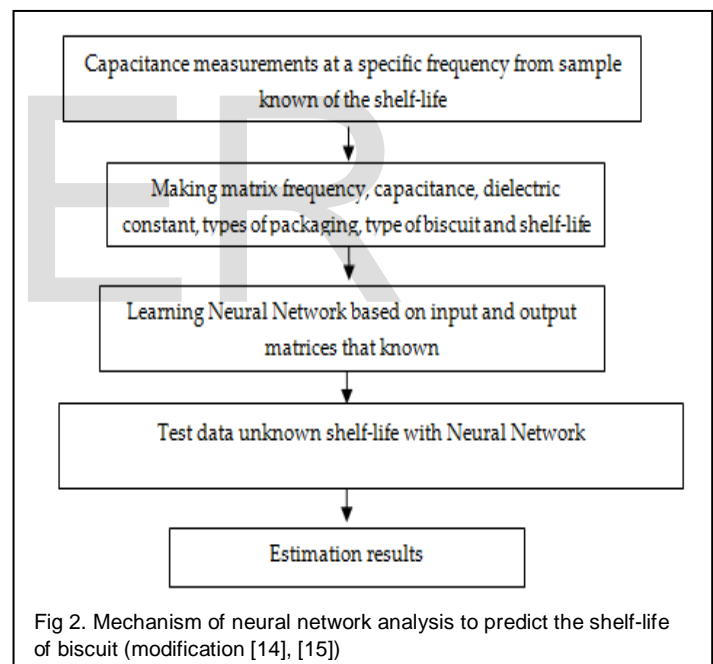 Capacitance measurements at a specific frequency from sample
known of the shelf-life
Making matrix frequency, capacitance, dielectric
constant, types of packaging, type of biscuit and shelf-life
Learning Neural Network based on input and output
matrices that known
Test data unknown shelf-life with Neural Network
Estimation results
Fig 2. Mechanism of neural network analysis to predict the shelf-life
of biscuit (modification [14], [15])
ER